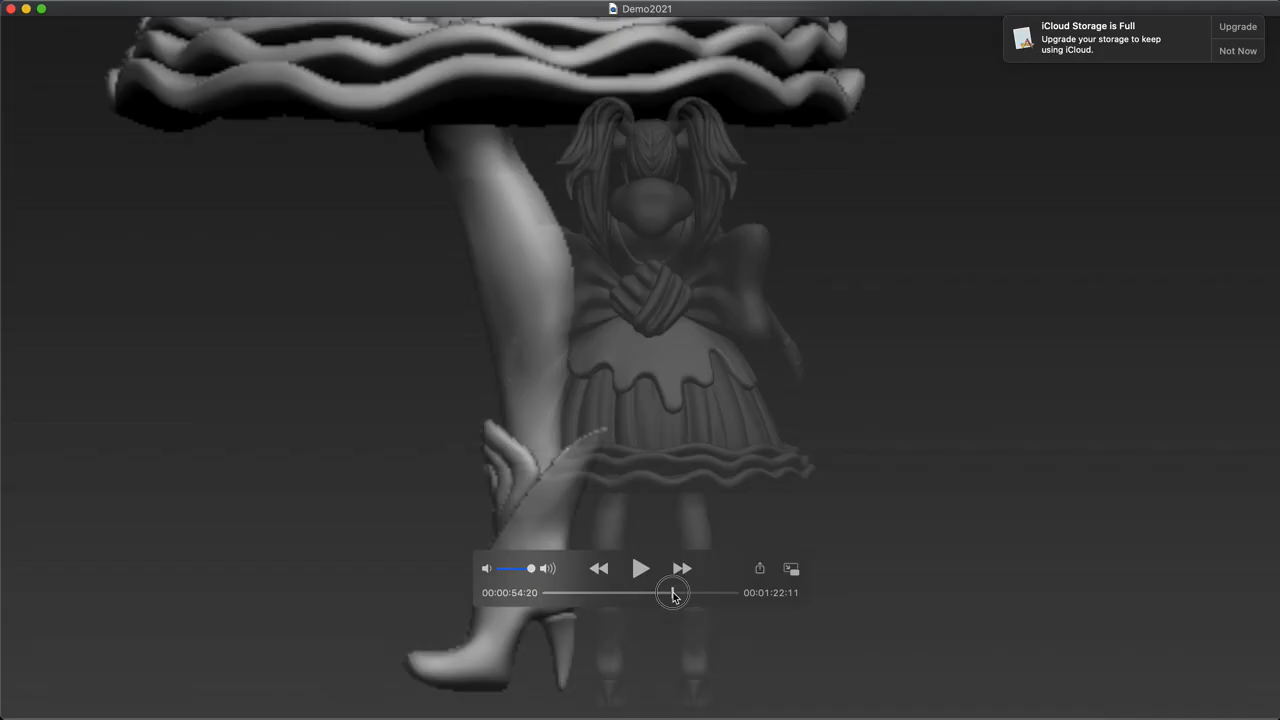 Demo2021
iCloud Storage is Full
Upgrade your storage to keep
using iCloud.
Upgrade
Not Now
00:00:54:20
00:01:22:11